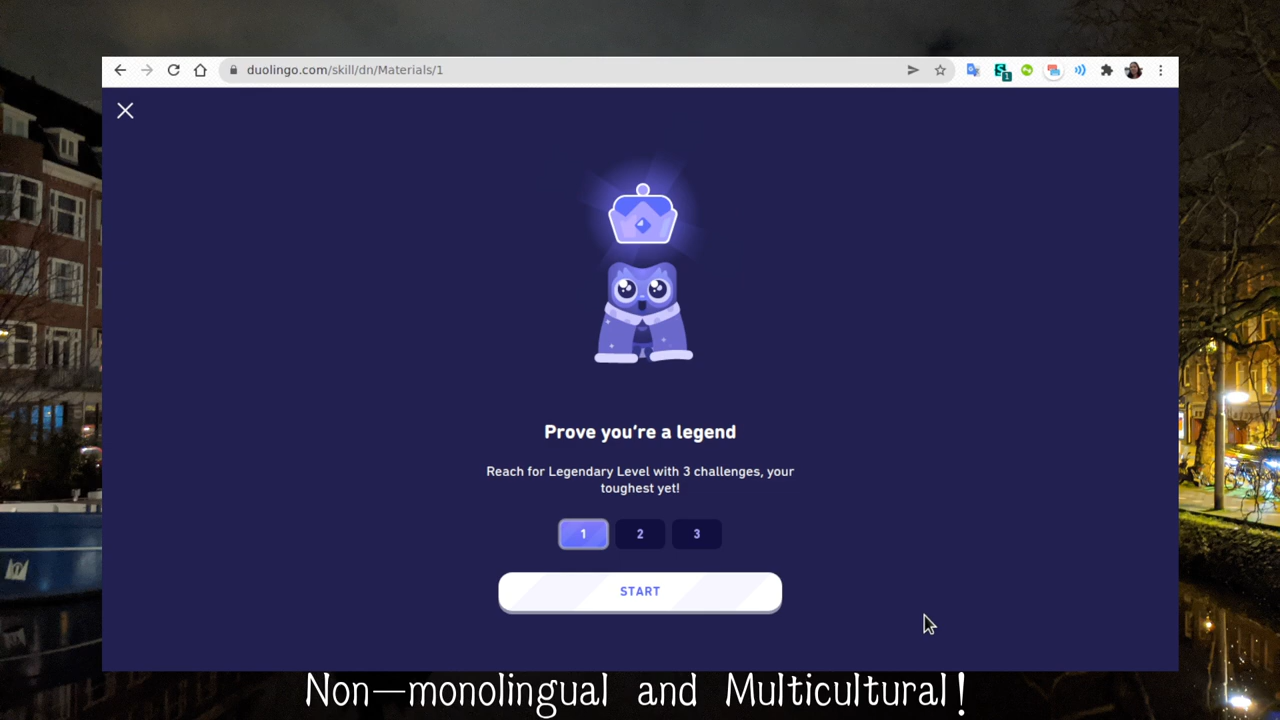 duolingo.com/skill/dn/Materials/1
1
Prove you're a legend
Reach for Legendary Level with 3 challenges, your
toughest yet!
1 2 3
START
Non—monolingual and Multicultural!